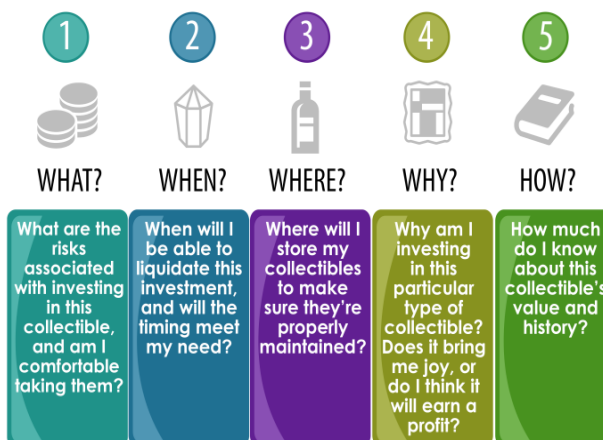 1
2
3
4
5
WHAT?
WHEN?
WHERE?
WHY?
HOW?
What are the
risks
associated
with investing
in this
collectible,
and am I
comfortable
taking them?
When will I
be able to
liquidate this
investment,
and will the
timing meet
my need?
Where will I
store my
collectibles
to make
sure they're
properly
maintained?
Why am I
investing
in this
particular
type of
collectible?
Does it bring
me joy, or
do I think it
will earn a
profit?
How much
do I know
about this
collectible's
value and
history?